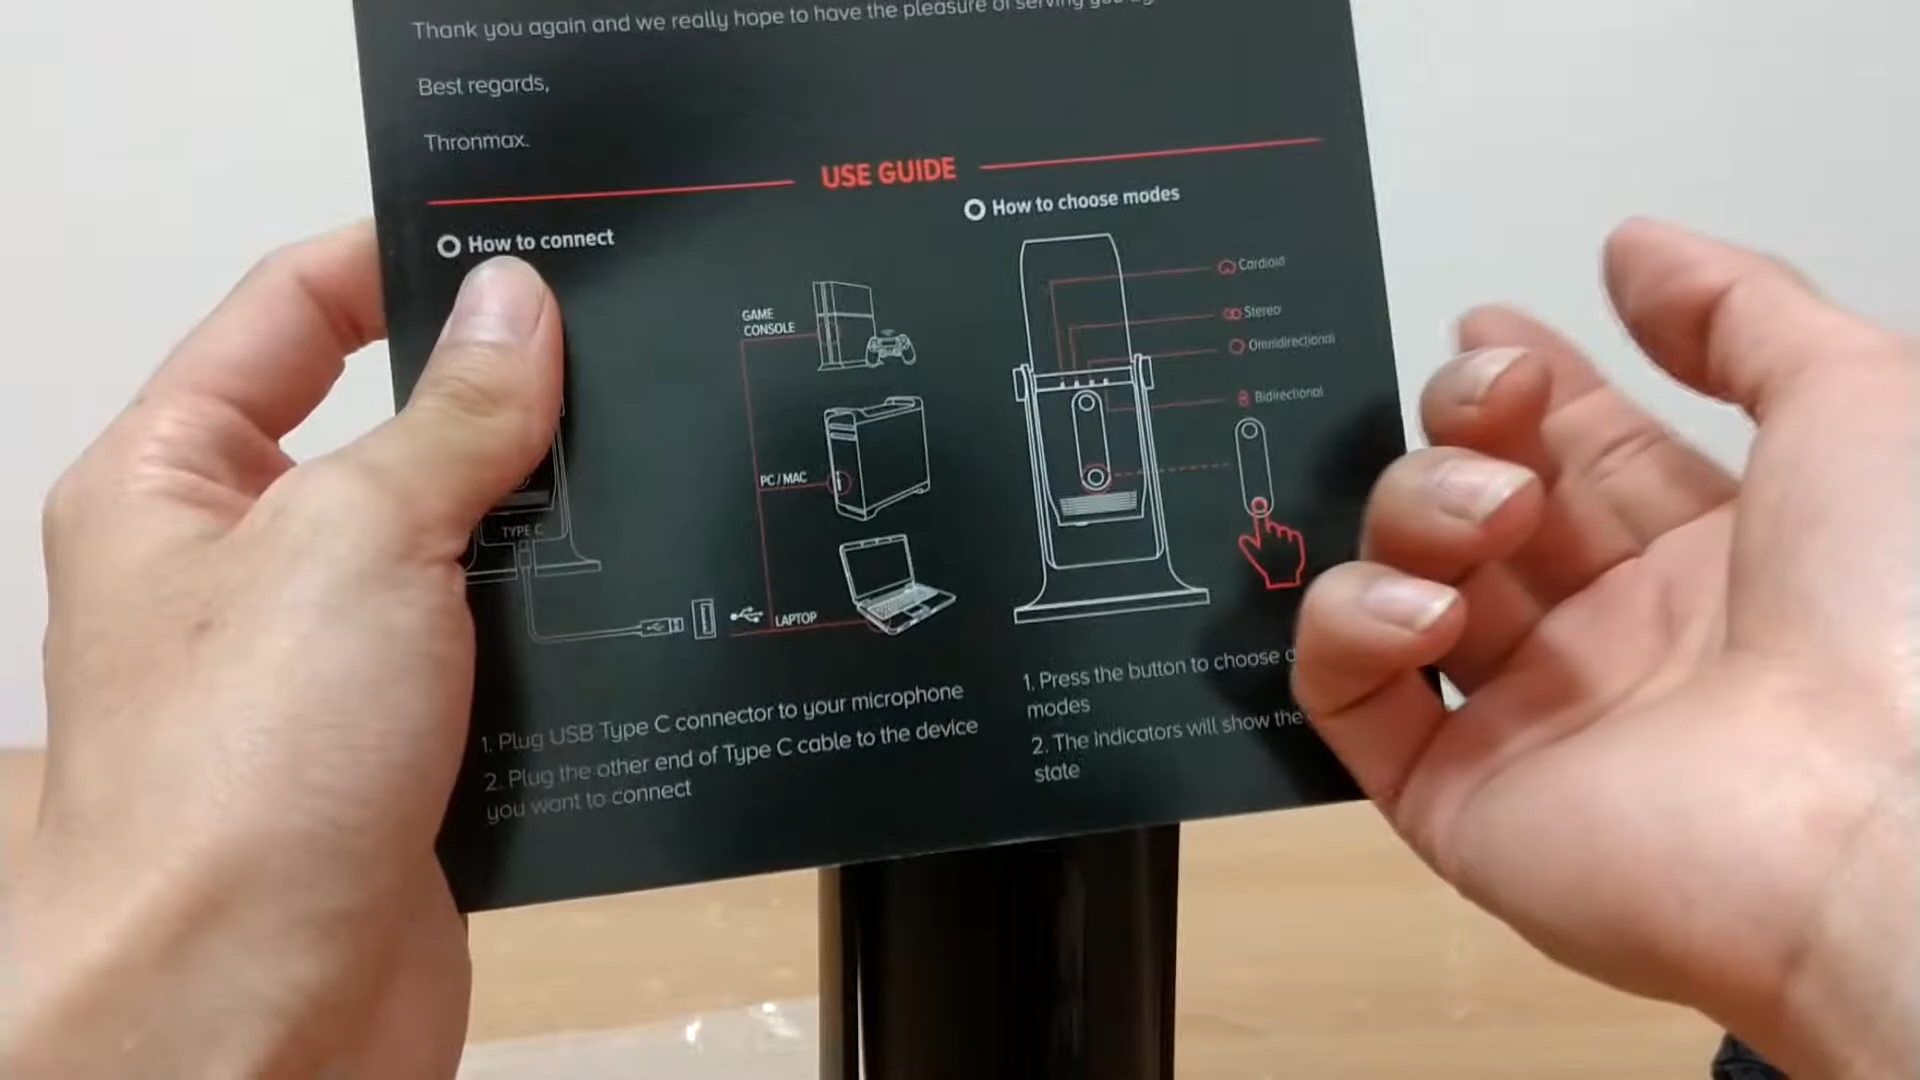 Thank you again and we really hope to have the pleasure of serving you
Best regards,
Thronmax.
USE GUIDE
How to connect
GAME
CONSOLE
PC / MAC
LAPTOP
TYPE C
1. Plug USB Type C connector to your microphone
2. Plug the other end of Type C cable to the device
you want to connect
How to choose modes
Cardioid
Stereo
Omnidirectional
Bidirectional
1. Press the button to choose
modes
2. The Indicators will show the
state